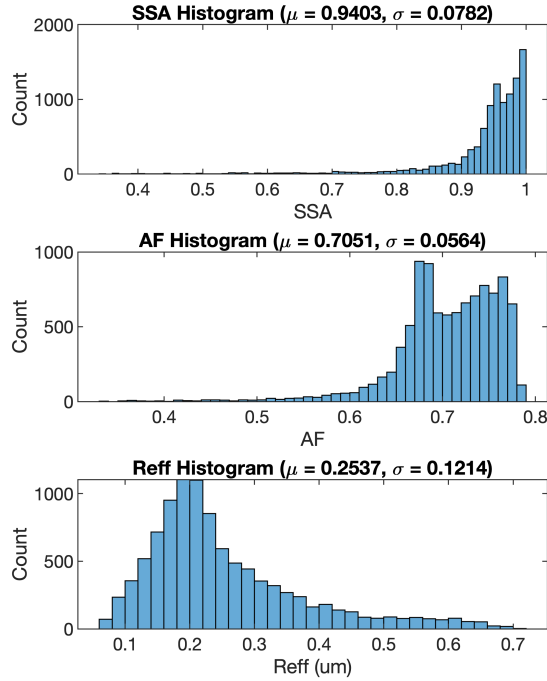 SSA Histogram (μ = 0.9403, σ = 0.0782)
2000
1000
0
Count
0.4 0.5 0.6 0.7 0.8 0.9 1
SSA
AF Histogram (μ = 0.7051, σ = 0.0564)
1000
500
0
Count
0.4 0.5 0.6 0.7 0.8
AF
Reff Histogram (μ = 0.2537, σ = 0.1214)
1000
500
0
Count
0.1 0.2 0.3 0.4 0.5 0.6 0.7
Reff (um)